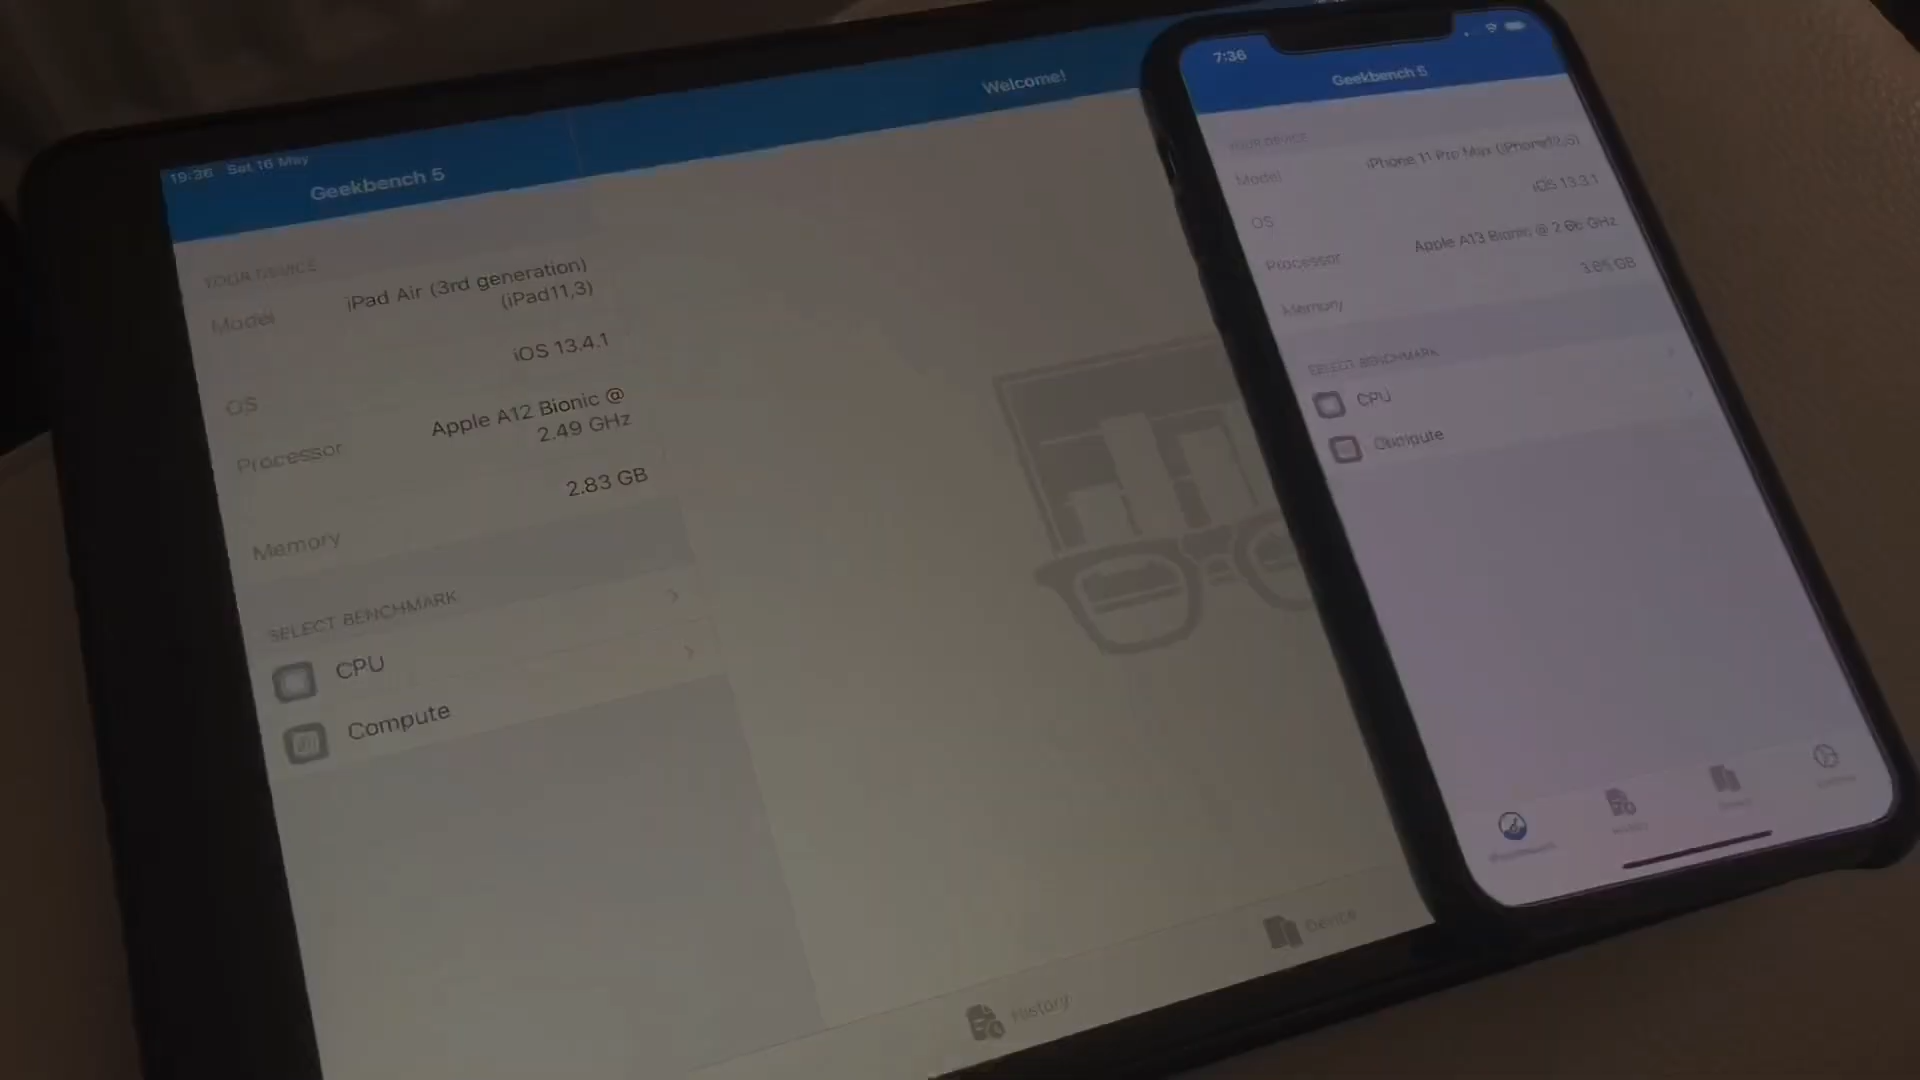 19:36 Sat 16 May
Geekbench 5
Welcome!
YOUR DEVICE
Model
iPad Air (3rd generation)
(iPad11,3)
OS
iOS 13.4.1
Processor
Apple A12 Bionic @
2.49 GHz
Memory
2.83 GB
SELECT BENCHMARK
CPU
Compute
History
Device
7:36
Geekbench 5
YOUR DEVICE
Model
iPhone 11 Pro Max (iPhone12,5)
OS
iOS 13.3.1
Processor
Apple A13 Bionic @ 2.66 GHz
Memory
SELECT BENCHMARK
CPU
Compute